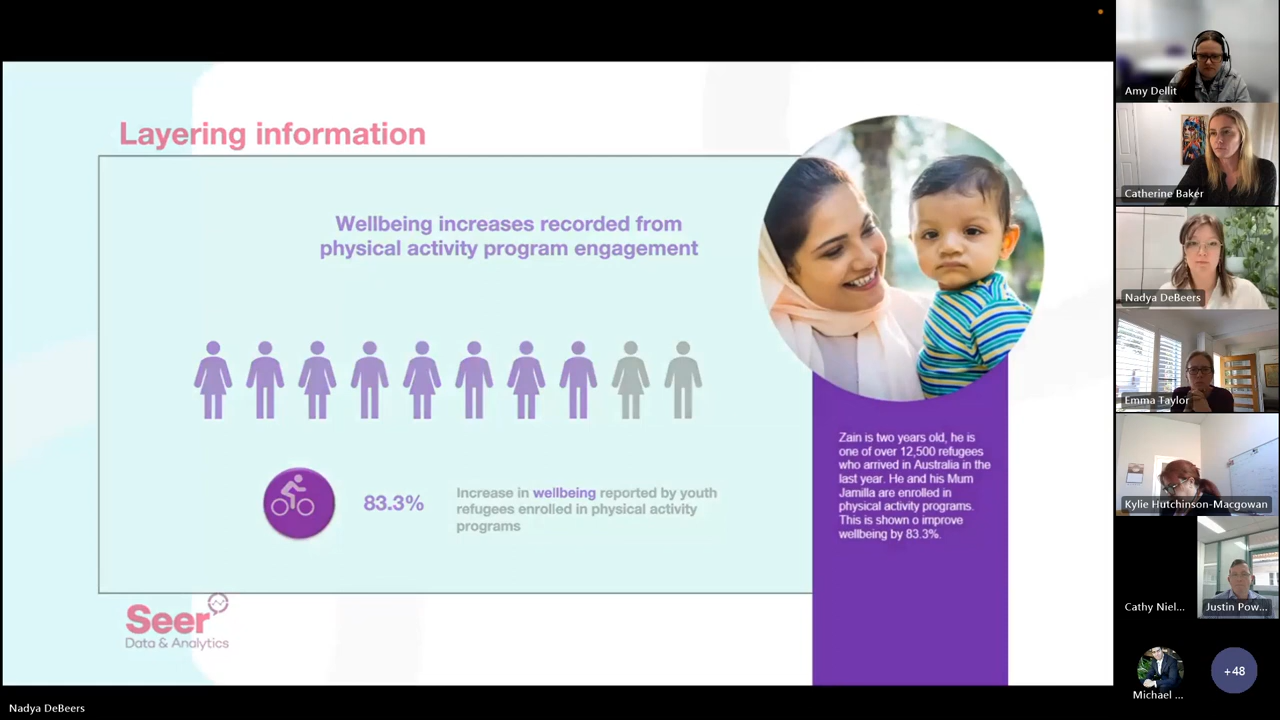 Layering information
Wellbeing increases recorded from
physical activity program engagement
83.3%
Increase in wellbeing reported by youth
refugees enrolled in physical activity
programs
Zain is two years old, he is
one of over 12,500 refugees
who arrived in Australia in the
last year. He and his Mum
Jamilla are enrolled in
physical activity programs.
This is shown o improve
wellbeing by 83.3%.
Seer
Data & Analytics
Nadya DeBeers
Amy Dellit
Catherine Baker
Nadya DeBeers
Emma Taylor
Kylie Hutchinson-Macgowan
Cathy Niel...
Justin Pow...
Michael ...
+48